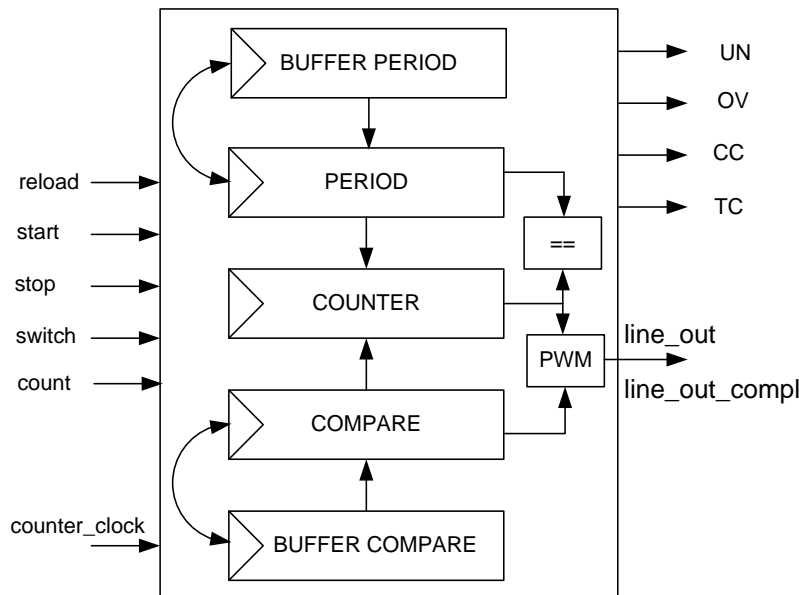 BUFFER PERIOD
PERIOD
==
COUNTER
PWM
COMPARE
BUFFER COMPARE
reload
start
stop
switch
count
counter_clock
UN
OV
CC
TC
line_out
line_out_compl